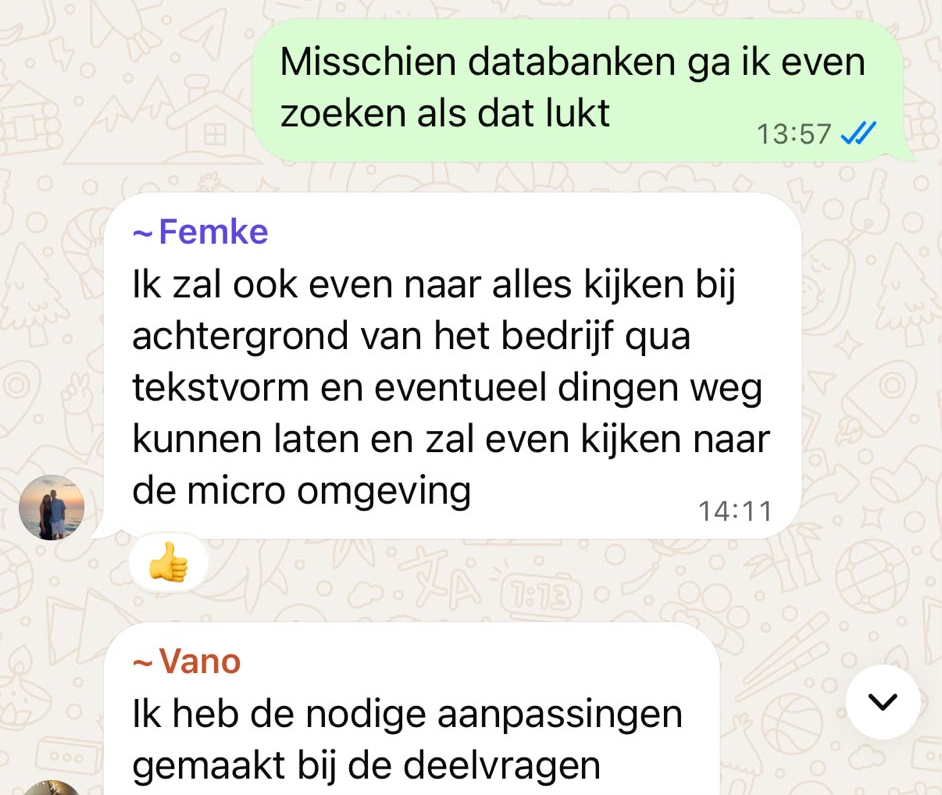 Misschien databanken ga ik even
zoeken als dat lukt
13:57
~ Femke
Ik zal ook even naar alles kijken bij
achtergrond van het bedrijf qua
tekstvorm en eventueel dingen weg
kunnen laten en zal even kijken naar
de micro omgeving
14:11
~ Vano
Ik heb de nodige aanpassingen
gemaakt bij de deelvragen